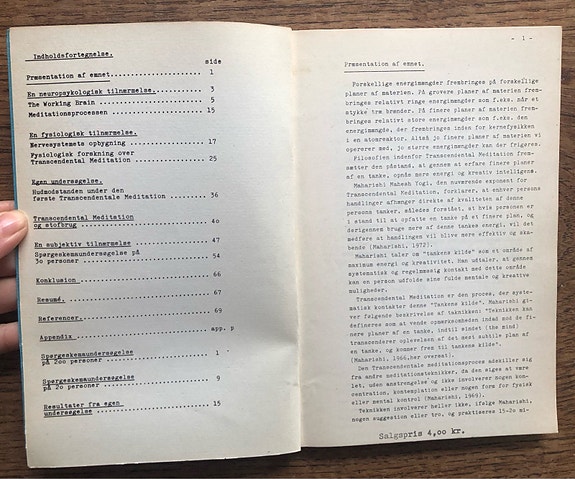 Indholdsfortegnelse.
side
Præsentation af emnet.................... 1
En neuropsykologisk tilnærmelse. ........ 3
The Working Brain ....................... 5
Meditationsprocessen .................... 15
En fysiologisk tilnærmelse.
Nervesystemets opbygning ................ 17
Fysiologisk forskning over
Transcendental Meditation ............... 25
Egen undersøgelse.
Hudmodstanden under den
første Transcendentale Meditation ....... 36
Transcendental Meditation
og stofbrug ............................. 4o
En subjektiv tilnærmelse ................ 47
Spørgeskemaundersøgelse på
3o personer ............................. 54
Konklusion .............................. 66
Resumé. ................................. 67
Referencer. ............................. 69
Appendix ................................ app. p
Spørgeskemaundersøgelse
på 2oo personer ......................... 1
Spørgeskemaundersøgelse
på 2o personer .......................... 9
Resultater fra egen
undersøgelse ............................ 15
- 1 -
Præsentation af emnet.
Forskellige energimængder frembringes på forskellige
planer af materien. På grovere planer af materien frem-
bringes relativt ringe energimængder som f.eks. når et
stykke træ brænder. På finere planer af materien frem-
bringes relativt store energimængder som f.eks. den
energimængde, der frembringes inden for kernefysikken
i en atomreaktor. Altså jo finere planer af materien vi
opererer med, jo større energimængder kan der frigøres.
Filosofien indenfor Transcendental Meditation frem-
sætter den påstand, at gennem at erfare finere planer af
en tanke, opnås mere energi og kreativ intelligens.
Maharishi Mahesh Yogi, den nuværende exponent for
Transcendental Meditation, forklarer, at enhver persons
handlinger afhænger direkte af kvaliteten af denne
persons tanker, således forstået, at hvis personen er
i stand til at opfatte en tanke på et finere plan, og
derigennem bruge mere af denne tankes energi, vil det
medføre at handlingen vil blive mere effektiv og ska-
bende (Maharishi, 1972).
Maharishi taler om "tankens kilde" som et område af
maximum energi og kreativitet. Han udtaler, at gennem
systematisk og regelmæssig kontakt med dette område
kan en person udfolde sine fulde mentale og kreative
muligheder.
Transcendental Meditation er den proces, der syste-
matisk kontakter denne "Tankens kilde". Maharishi gi-
ver følgende beskrivelse af teknikken: "Teknikken kan
defineres som at vende opmærksomheden indad mod de fi-
nere planer af en tanke, indtil sindet (the mind)
transcenderer oplevelsen af det mest subtile plan af
en tanke, og kommer frem til tankens kilde".
(Maharishi, 1966,her oversat).
Den Transcendentale meditationsproces adskiller sig
fra andre meditationsteknikker, da den siges at være
let, uden anstrengelse og ikke involverer nogen kon-
centration, kontemplation eller nogen form for fysisk
eller mental kontrol (Maharishi, 1969).
Teknikken involverer heller ikke, ifølge Maharishi,
nogen suggestion eller tro, og praktiseres 15-2o mi-
Salgspris 4,00 kr.